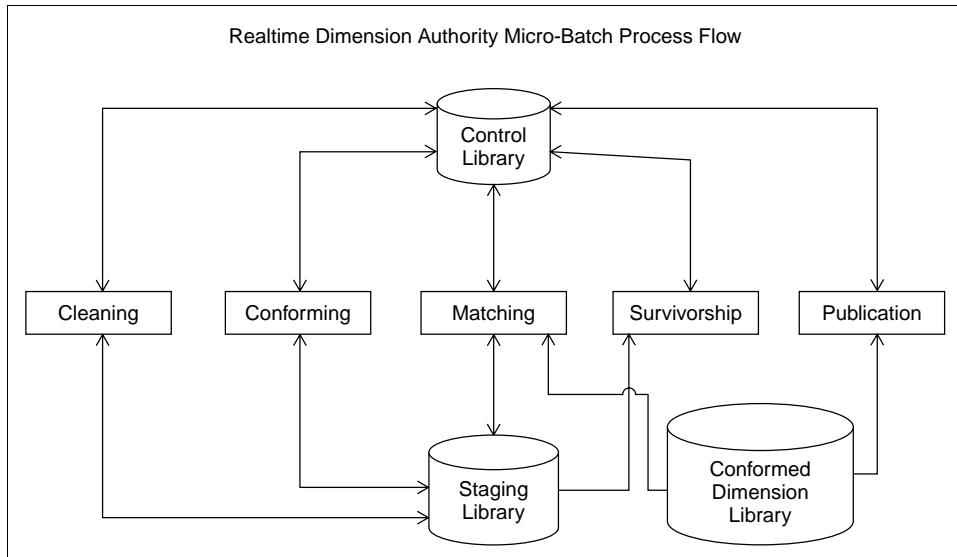 Realtime Dimension Authority Micro-Batch Process Flow
Control
Library
Cleaning
Conforming
Matching
Survivorship
Publication
Staging
Library
Conformed
Dimension
Library